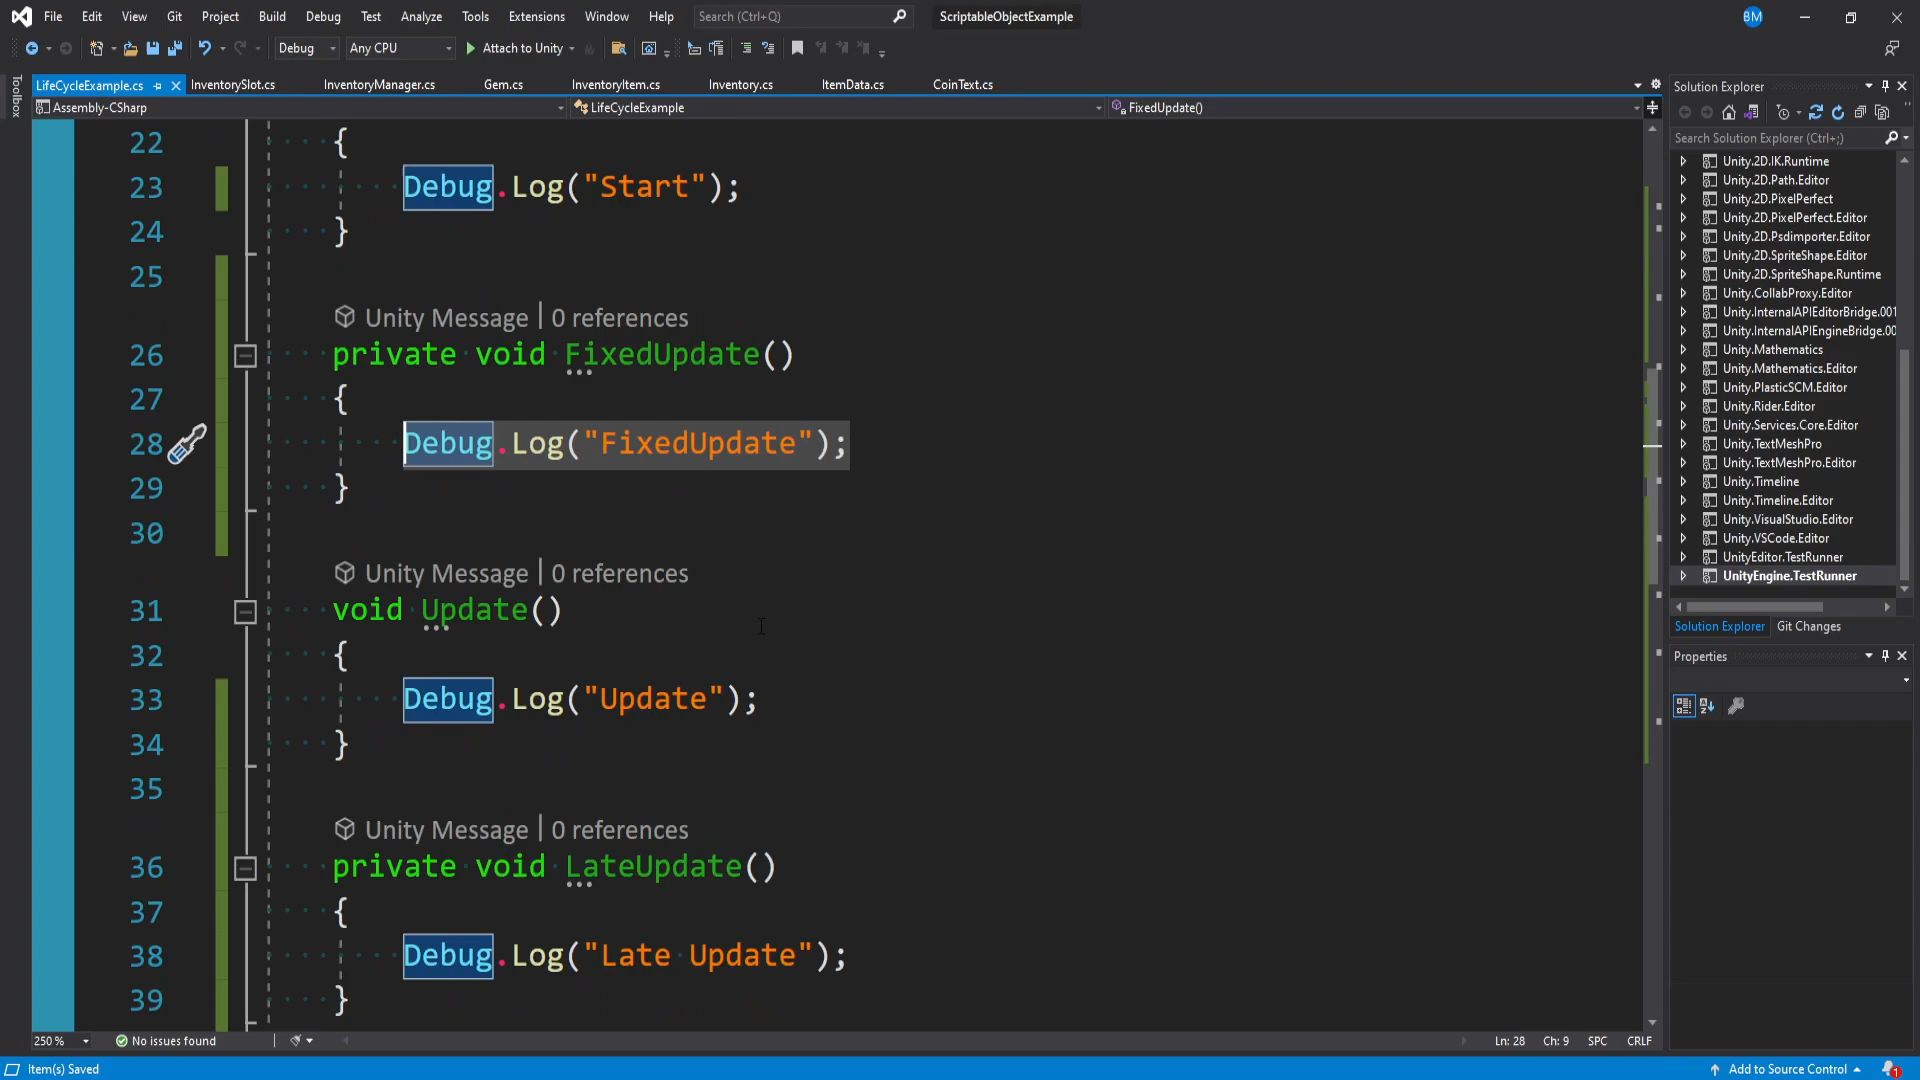 File Edit View Git Project Build Debug Test Analyze Tools Extensions Window Help Search (Ctrl+Q) ScriptableObjectExample BM
Debug Any CPU Attach to Unity
LifeCycleExample.cs InventorySlot.cs InventoryManager.cs Gem.cs InventoryItem.cs Inventory.cs ItemData.cs CoinText.cs
Assembly-CSharp LifeCycleExample FixedUpdate()
Toolbox
22 {
23 Debug.Log("Start");
24 }
25
Unity Message | 0 references
26 private void FixedUpdate()
27 {
28 Debug.Log("FixedUpdate");
29 }
30
Unity Message | 0 references
31 void Update()
32 {
33 Debug.Log("Update");
34 }
35
Unity Message | 0 references
36 private void LateUpdate()
37 {
38 Debug.Log("Late Update");
39 }
250 % No issues found Ln: 28 Ch: 9 SPC CRLF
Solution Explorer
Search Solution Explorer (Ctrl+;)
Unity.2D.IK.Runtime
Unity.2D.Path.Editor
Unity.2D.PixelPerfect
Unity.2D.PixelPerfect.Editor
Unity.2D.Psdimporter.Editor
Unity.2D.SpriteShape.Editor
Unity.2D.SpriteShape.Runtime
Unity.CollabProxy.Editor
Unity.InternalAPIEditorBridge.001
Unity.InternalAPIEngineBridge.00
Unity.Mathematics
Unity.Mathematics.Editor
Unity.PlasticSCM.Editor
Unity.Rider.Editor
Unity.Services.Core.Editor
Unity.TextMeshPro
Unity.TextMeshPro.Editor
Unity.Timeline
Unity.Timeline.Editor
Unity.VisualStudio.Editor
Unity.VSCode.Editor
UnityEditor.TestRunner
UnityEngine.TestRunner
Solution Explorer Git Changes
Properties
Item(s) Saved Add to Source Control 1